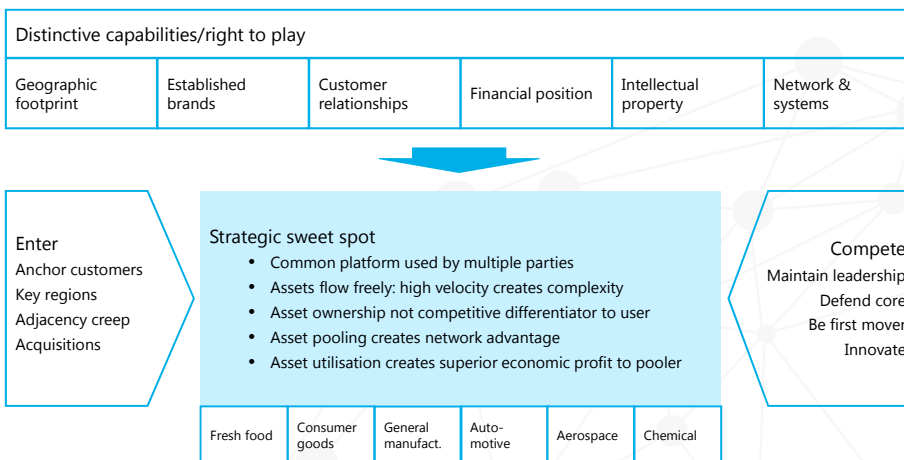 Distinctive capabilities/right to play
Geographic
footprint
Established
brands
Customer
relationships
Financial position
Intellectual
property
Network &
systems
Enter
Anchor customers
Key regions
Adjacency creep
Acquisitions
Strategic sweet spot
• Common platform used by multiple parties
• Assets flow freely: high velocity creates complexity
• Asset ownership not competitive differentiator to user
• Asset pooling creates network advantage
• Asset utilisation creates superior economic profit to pooler
Compete
Maintain leadership
Defend core
Be first mover
Innovate
Fresh food
Consumer
goods
General
manufact.
Auto-
motive
Aerospace
Chemical